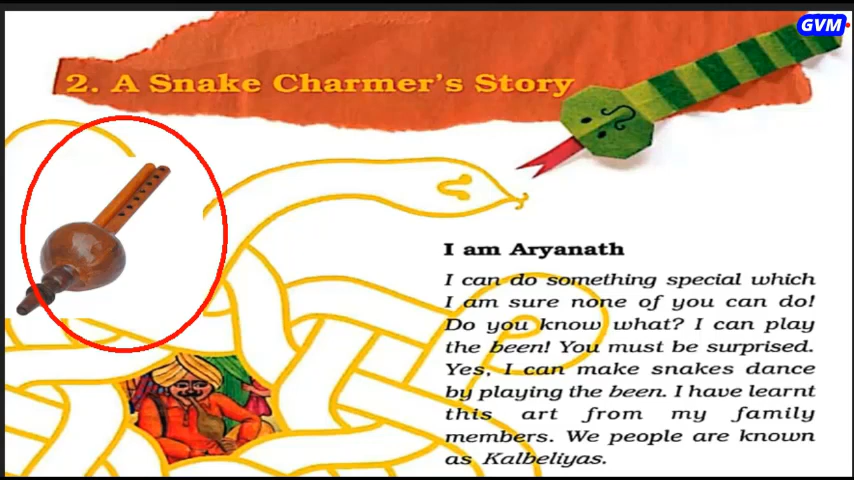 GVM
2. A Snake Charmer's Story
I am Aryanath
I can do something special which
I am sure none of you can do!
Do you know what? I can play
the been! You must be surprised.
Yes, I can make snakes dance
by playing the been. I have learnt
this art from my family
members. We people are known
as Kalbeliyas.